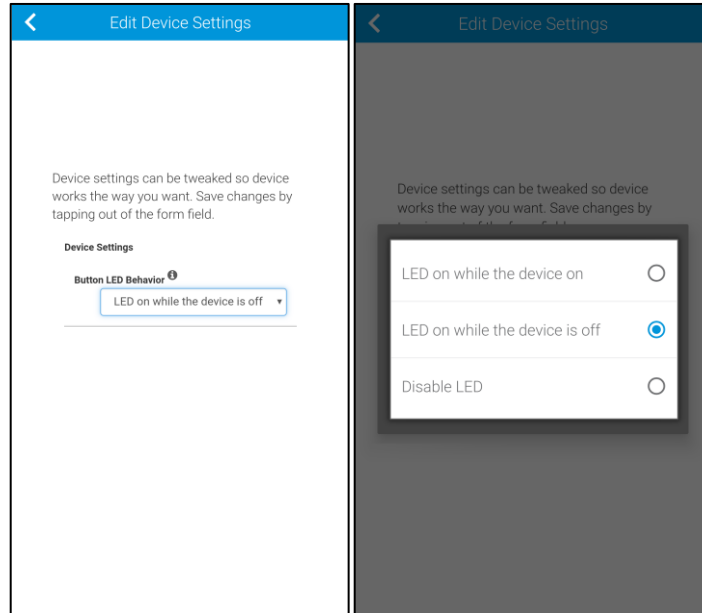 Edit Device Settings
Device settings can be tweaked so device
works the way you want. Save changes by
tapping out of the form field.
Device Settings
Button LED Behavior
LED on while the device is off
Edit Device Settings
Device settings can be tweaked so device
works the way you want. Save changes by
LED on while the device on
LED on while the device is off
Disable LED